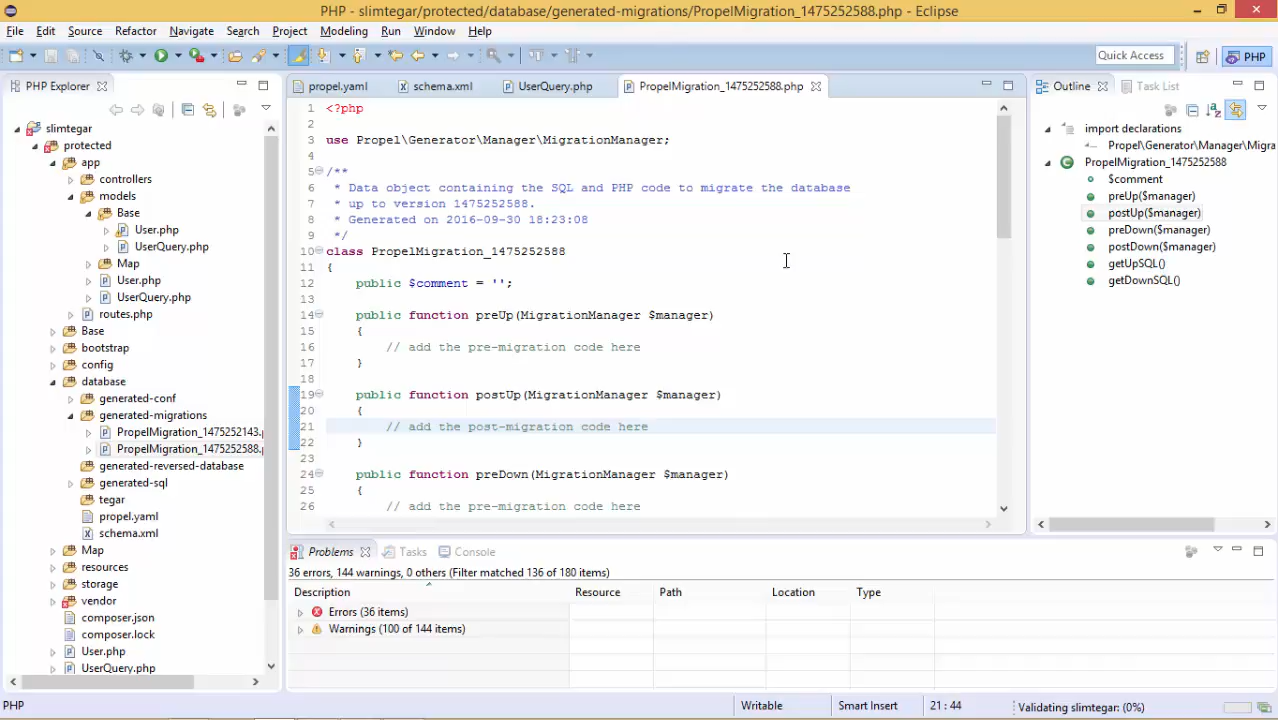 PHP - slimtegar/protected/database/generated-migrations/PropelMigration_1475252588.php - Eclipse
File Edit Source Refactor Navigate Search Project Modeling Run Window Help
Quick Access
PHP
PHP Explorer
slimtegar
protected
app
controllers
models
Base
User.php
UserQuery.php
Map
User.php
UserQuery.php
routes.php
Base
bootstrap
config
database
generated-conf
generated-migrations
PropelMigration_1475252143.p
PropelMigration_1475252588.p
generated-reversed-database
generated-sql
tegar
propel.yaml
schema.xml
Map
resources
storage
vendor
composer.json
composer.lock
User.php
UserQuery.php
propel.yaml schema.xml UserQuery.php PropelMigration_1475252588.php
1 <?php
2
3 use Propel\Generator\Manager\MigrationManager;
4
5 /**
6 * Data object containing the SQL and PHP code to migrate the database
7 * up to version 1475252588.
8 * Generated on 2016-09-30 18:23:08
9 */
10 class PropelMigration_1475252588
11 {
12 public $comment = '';
13
14 public function preUp(MigrationManager $manager)
15 {
16 // add the pre-migration code here
17 }
18
19 public function postUp(MigrationManager $manager)
20 {
21 // add the post-migration code here
22 }
23
24 public function preDown(MigrationManager $manager)
25 {
26 // add the pre-migration code here
Outline Task List
import declarations
Propel\Generator\Manager\Migra
PropelMigration_1475252588
$comment
preUp($manager)
postUp($manager)
preDown($manager)
postDown($manager)
getUpSQL()
getDownSQL()
Problems Tasks Console
36 errors, 144 warnings, 0 others (Filter matched 136 of 180 items)
Description Resource Path Location Type
Errors (36 items)
Warnings (100 of 144 items)
PHP Writable Smart Insert 21 : 44 Validating slimtegar: (0%)